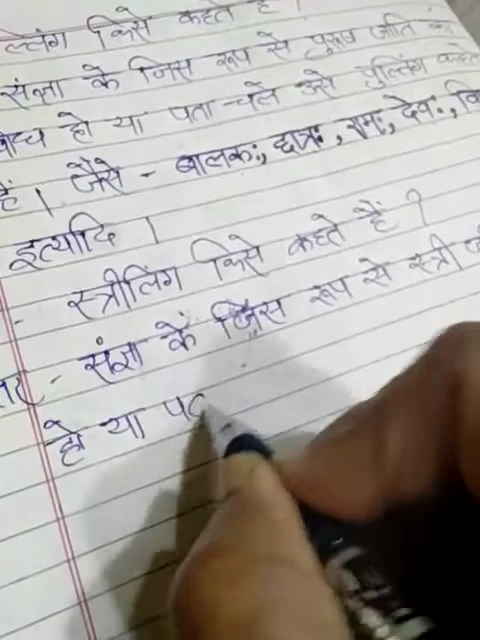 ल्लिंग किसे कहते हैं ।
संज्ञा के जिस रूप से पुरूष जाति का
हो या पता चले उसे पुल्लिंग कहते
हैं । जैसे - बालकः, छात्रः, रामः, देवः,
इत्यादि ।
स्त्रीलिंग किसे कहते हैं ?
संज्ञा के जिस रूप से स्त्री
हो या प